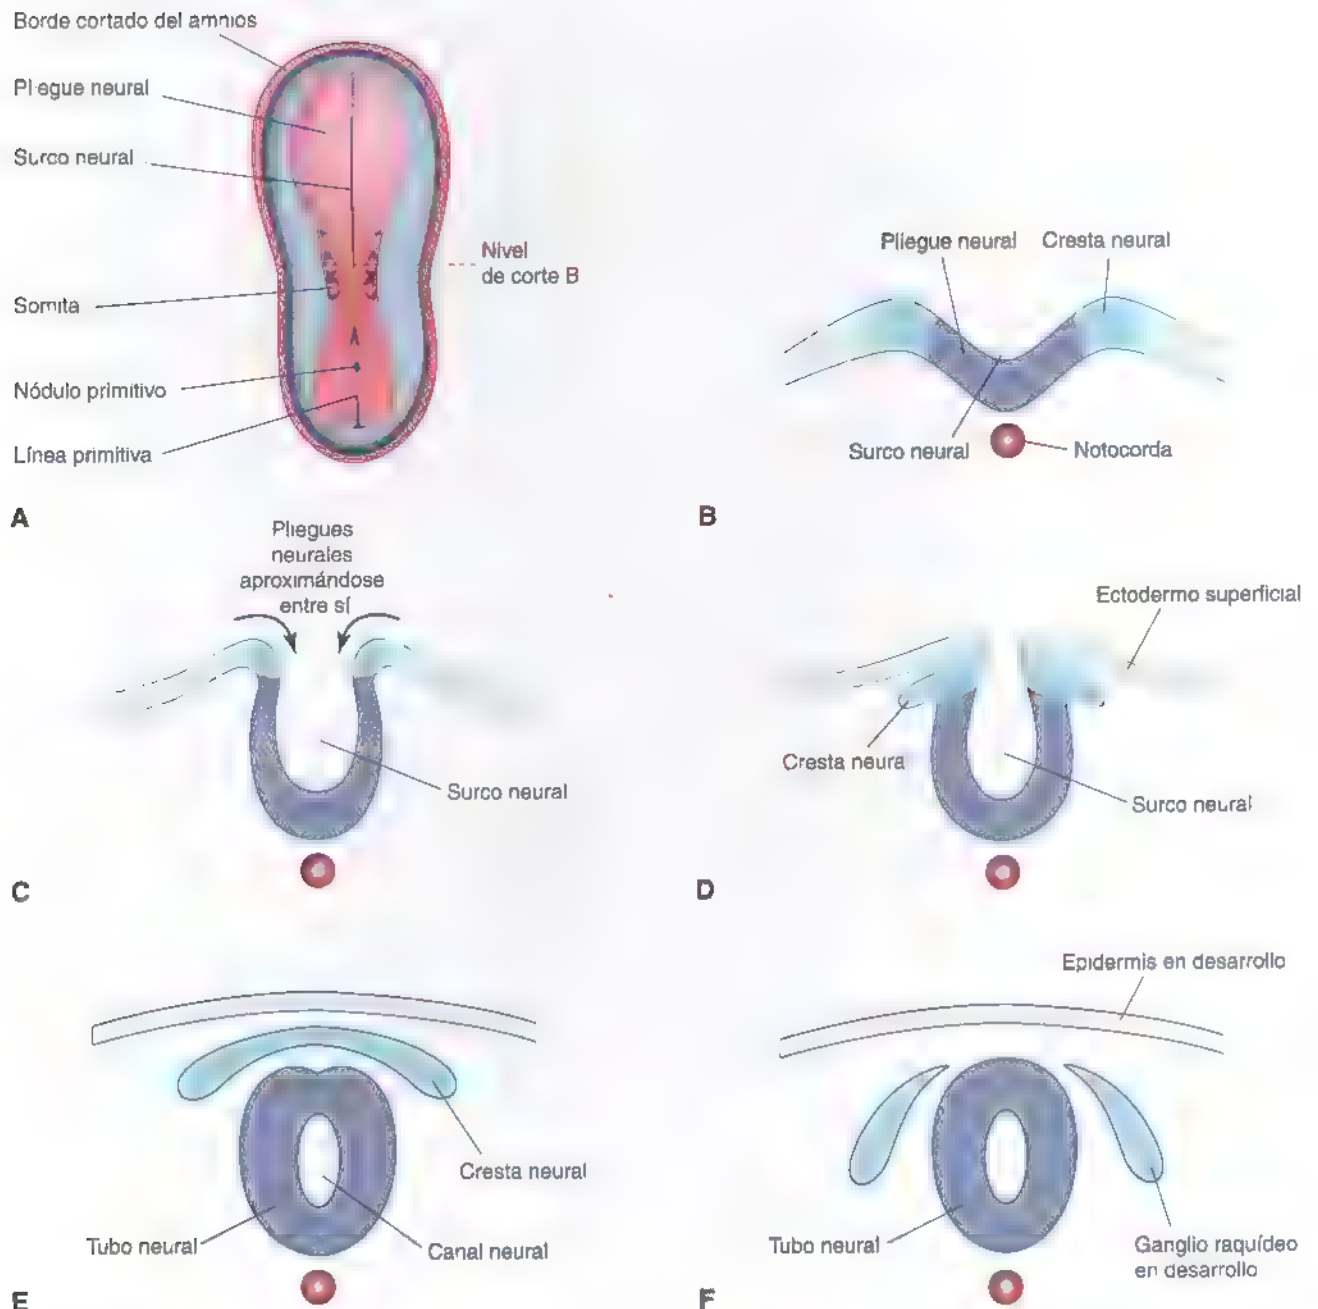 Borde cortado del amnios
Pliegue neural
Surco neural
Somita
Nódulo primitivo
Línea primitiva
Nivel
de corte B
A
Pliegue neural
Cresta neural
Surco neural
Notocorda
B
Pliegues
neurales
aproximándose
entre sí
Surco neural
C
Ectodermo superficial
Cresta neura
Surco neural
D
Cresta neural
Tubo neural
Canal neural
E
Epidermis en desarrollo
Tubo neural
Ganglio raquídeo
en desarrollo
F